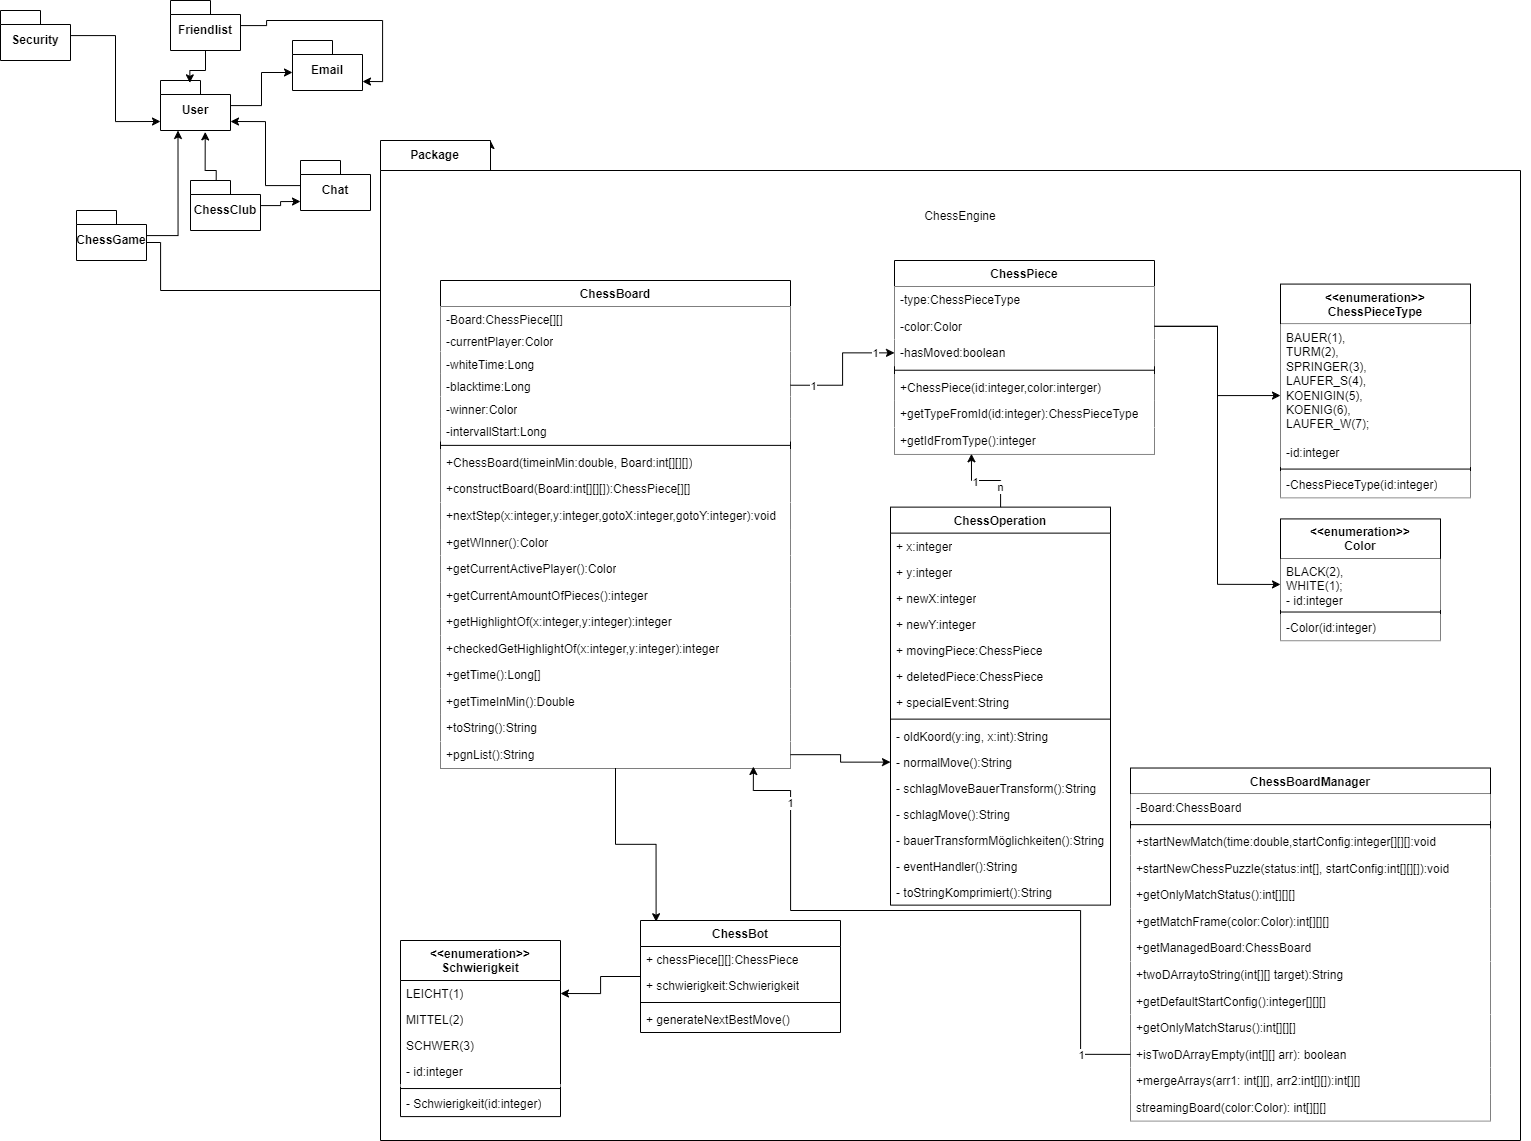 Security
Friendlist
Email
User
Chat
ChessClub
ChessGame
Package
ChessEngine
ChessBoard
-Board:ChessPiece[][]
-currentPlayer:Color
-whiteTime:Long
-blacktime:Long
-winner:Color
-intervallStart:Long
+ChessBoard(timeinMin:double, Board:int[][][])
+constructBoard(Board:int[][][]):ChessPiece[][]
+nextStep(x:integer,y:integer,gotoX:integer,gotoY:integer):void
+getWInner():Color
+getCurrentActivePlayer():Color
+getCurrentAmountOfPieces():integer
+getHighlightOf(x:integer,y:integer):integer
+checkedGetHighlightOf(x:integer,y:integer):integer
+getTime():Long[]
+getTimeInMin():Double
+toString():String
+pgnList():String
1
1
ChessPiece
-type:ChessPieceType
-color:Color
-hasMoved:boolean
+ChessPiece(id:integer,color:interger)
+getTypeFromId(id:integer):ChessPieceType
+getIdFromType():integer
1
n
<<enumeration>>
ChessPieceType
BAUER(1),
TURM(2),
SPRINGER(3),
LAUFER_S(4),
KOENIGIN(5),
KOENIG(6),
LAUFER_W(7);
-id:integer
-ChessPieceType(id:integer)
<<enumeration>>
Color
BLACK(2),
WHITE(1);
- id:integer
-Color(id:integer)
ChessOperation
+ x:integer
+ y:integer
+ newX:integer
+ newY:integer
+ movingPiece:ChessPiece
+ deletedPiece:ChessPiece
+ specialEvent:String
- oldKoord(y:ing, x:int):String
- normalMove():String
- schlagMoveBauerTransform():String
- schlagMove():String
- bauerTransformMöglichkeiten():String
- eventHandler():String
- toStringKomprimiert():String
1
1
ChessBoardManager
-Board:ChessBoard
+startNewMatch(time:double,startConfig:integer[][][]:void
+startNewChessPuzzle(status:int[], startConfig:int[][][]):void
+getOnlyMatchStatus():int[][][]
+getMatchFrame(color:Color):int[][][]
+getManagedBoard:ChessBoard
+twoDArraytoString(int[][] target):String
+getDefaultStartConfig():integer[][][]
+getOnlyMatchStarus():int[][][]
+isTwoDArrayEmpty(int[][] arr): boolean
+mergeArrays(arr1: int[][], arr2:int[][]):int[][]
streamingBoard(color:Color): int[][][]
ChessBot
+ chessPiece[][]:ChessPiece
+ schwierigkeit:Schwierigkeit
+ generateNextBestMove()
<<enumeration>>
Schwierigkeit
LEICHT(1)
MITTEL(2)
SCHWER(3)
- id:integer
- Schwierigkeit(id:integer)